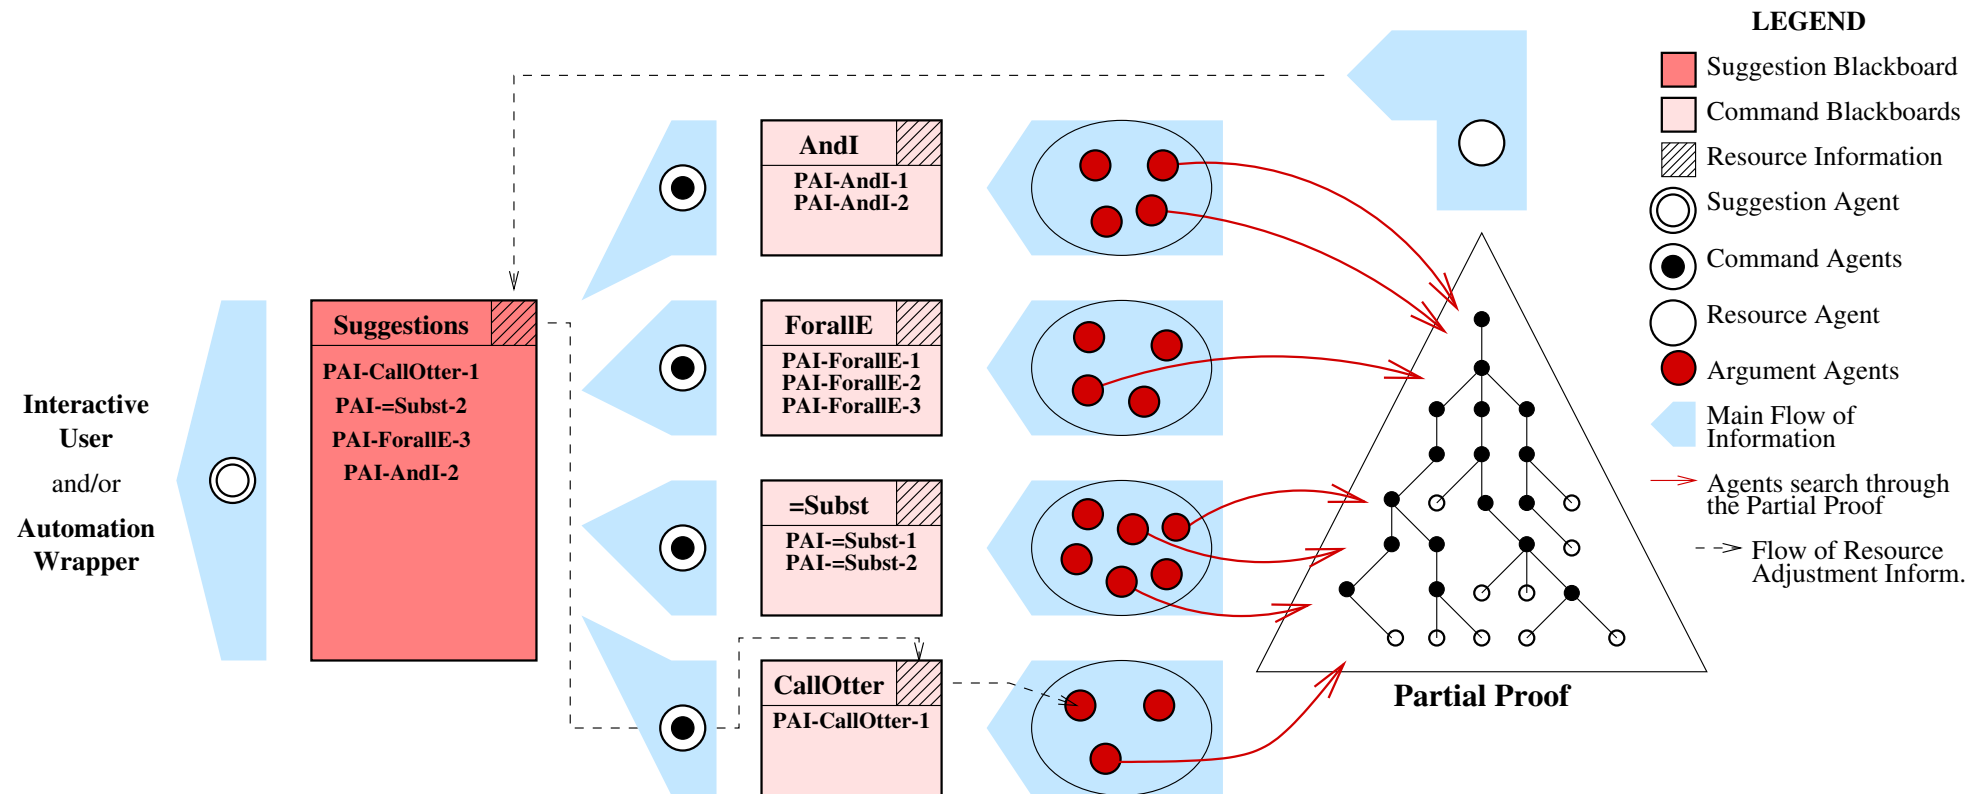 Interactive
User
and/or
Automation
Wrapper
Suggestions
PAI-CallOtter-1
PAI-=Subst-2
PAI-ForallE-3
PAI-AndI-2
AndI
PAI-AndI-1
PAI-AndI-2
ForallE
PAI-ForallE-1
PAI-ForallE-2
PAI-ForallE-3
=Subst
PAI-=Subst-1
PAI-=Subst-2
CallOtter
PAI-CallOtter-1
Partial Proof
LEGEND
Suggestion Blackboard
Command Blackboards
Resource Information
Suggestion Agent
Command Agents
Resource Agent
Argument Agents
Main Flow of
Information
Agents search through
the Partial Proof
Flow of Resource
Adjustment Inform.